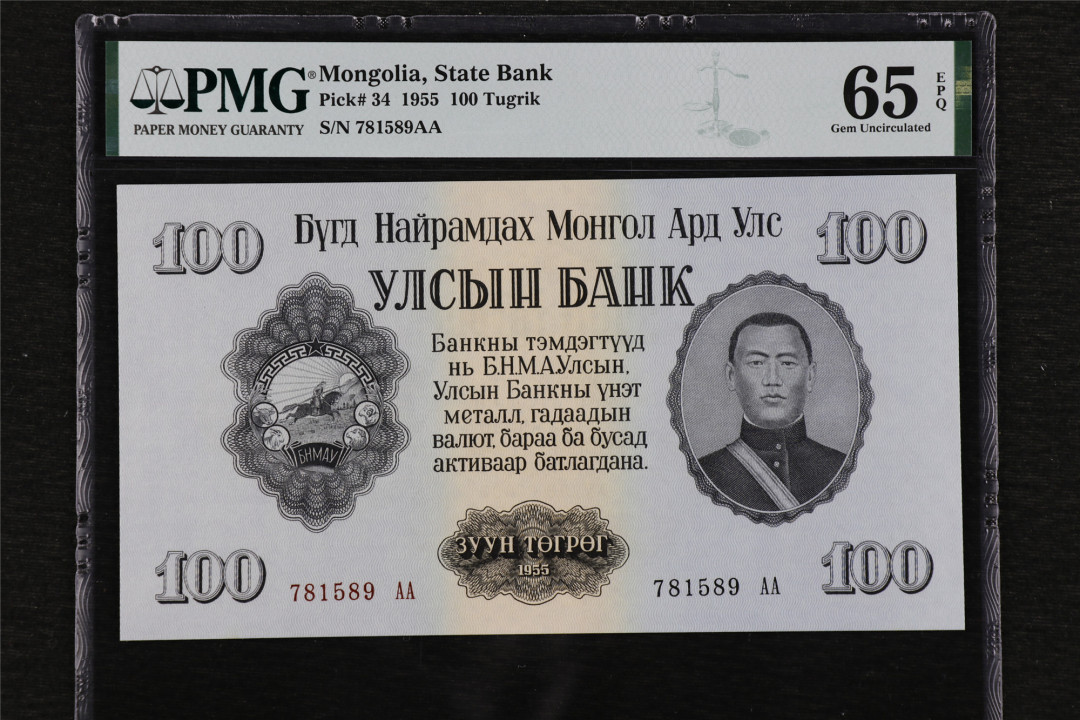 PMG®
PAPER MONEY GUARANTY
Mongolia, State Bank
Pick# 34 1955 100 Tugrik
S/N 781589AA
65
EPQ
Gem Uncirculated
100
Бүгд Найрамдах Монгол Ард Улс
100
УЛСЫН БАНК
Банкны тэмдэгтүүд
нь Б.Н.М.А.Улсын,
Улсын Банкны үнэт
металл, гадаадын
валют, бараа ба бусад
активаар батлагдана.
БНМАУ
ЗУУН ТӨГРӨГ
1955
100
781589 АА
781589 АА
100